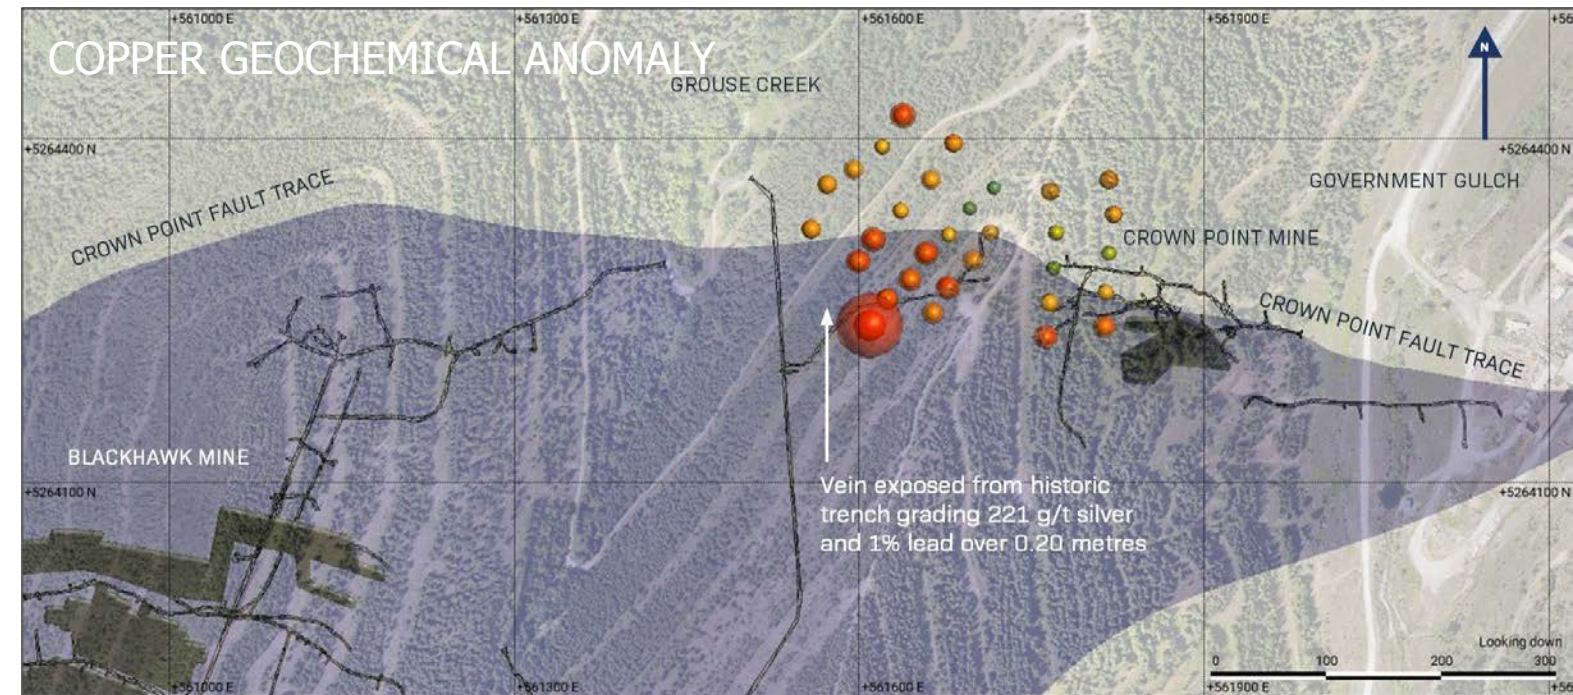 +561000 E
+561300 E
+561600 E
+561900 E
+56
COPPER GEOCHEMICAL ANOMALY
N
GROUSE CREEK
+5264400 N
+5264400 N
CROWN POINT FAULT TRACE
GOVERNMENT GULCH
CROWN POINT MINE
CROWN POINT FAULT TRACE
BLACKHAWK MINE
Vein exposed from historic
trench grading 221 g/t silver
and 1% lead over 0.20 metres
+5264100 N
+5264100 N
Looking down
0 100 200 300
+561000 E
+561300 E
+561600 E
+561900 E
+56